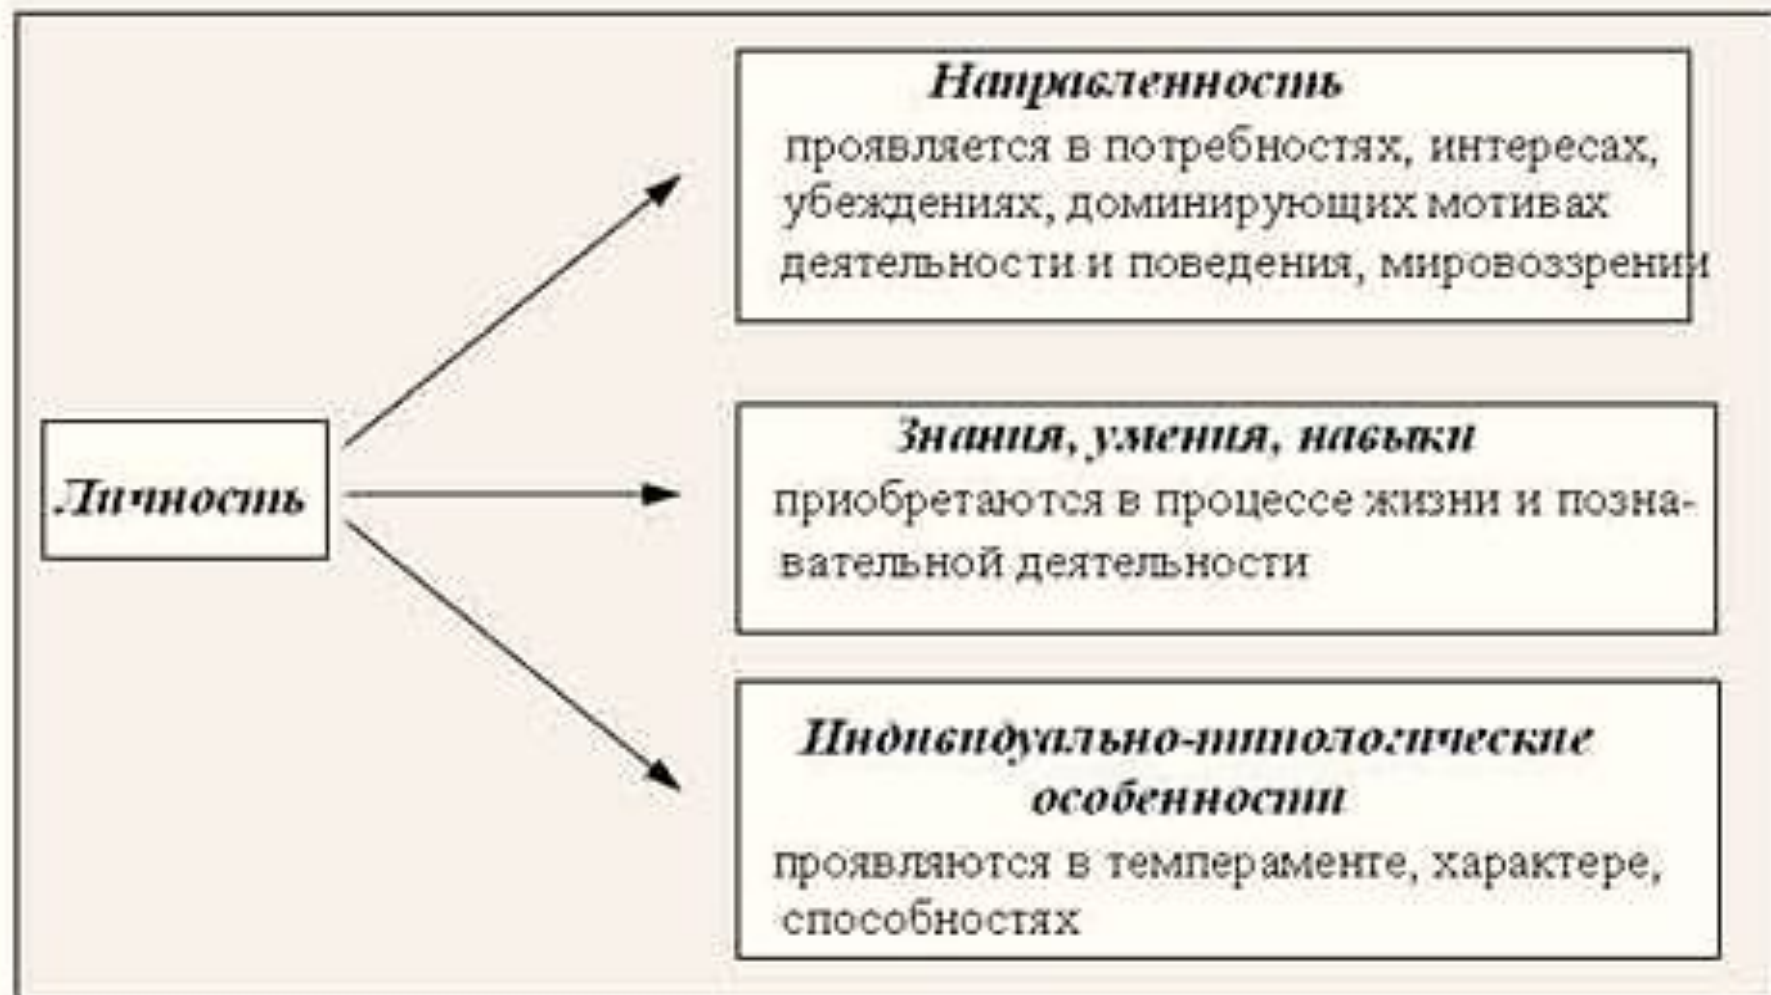 Направленность
проявляется в потребностях, интересах,
убеждениях, доминирующих мотивах
деятельности и поведения, мировоззрении
Личность
Знания, умения, навыки
приобретаются в процессе жизни и позна-
вательной деятельности
Индивидуально-типологические
особенности
проявляются в темпераменте, характере,
способностях